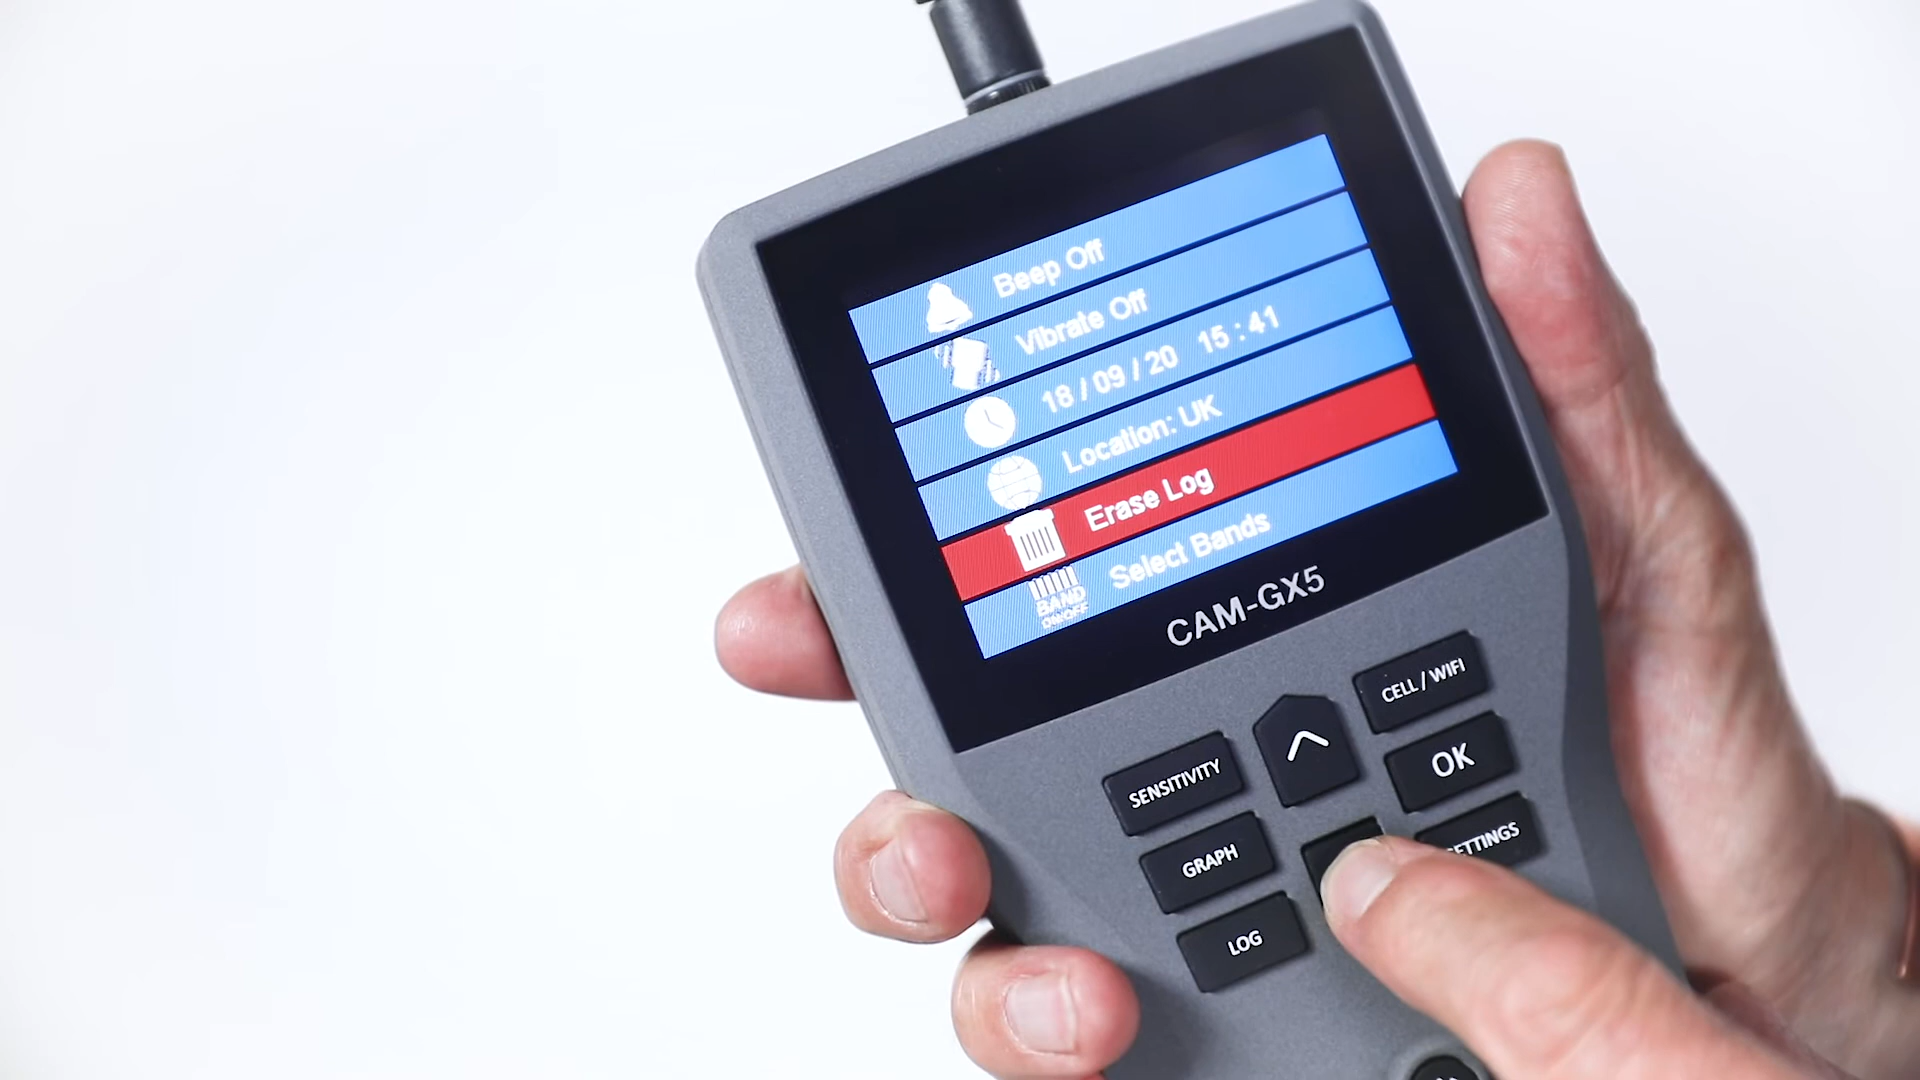 Beep Off
Vibrate Off
18 / 09 / 20 15 : 41
Location: UK
Erase Log
Select Bands
BAND
ON/OFF
CAM-GX5
CELL / WIFI
SENSITIVITY
OK
GRAPH
SETTINGS
LOG